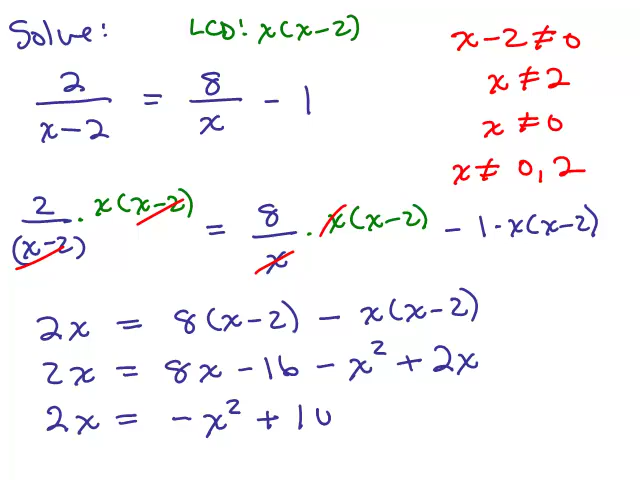 Solve: LCD: x(x-2)
x-2 ≠ 0
2/(x-2) = 8/x - 1
x ≠ 2
x ≠ 0
x ≠ 0, 2
2/(x-2) · x(x-2) = 8/x · x(x-2) - 1 · x(x-2)
2x = 8(x-2) - x(x-2)
2x = 8x - 16 - x² + 2x
2x = -x² + 10